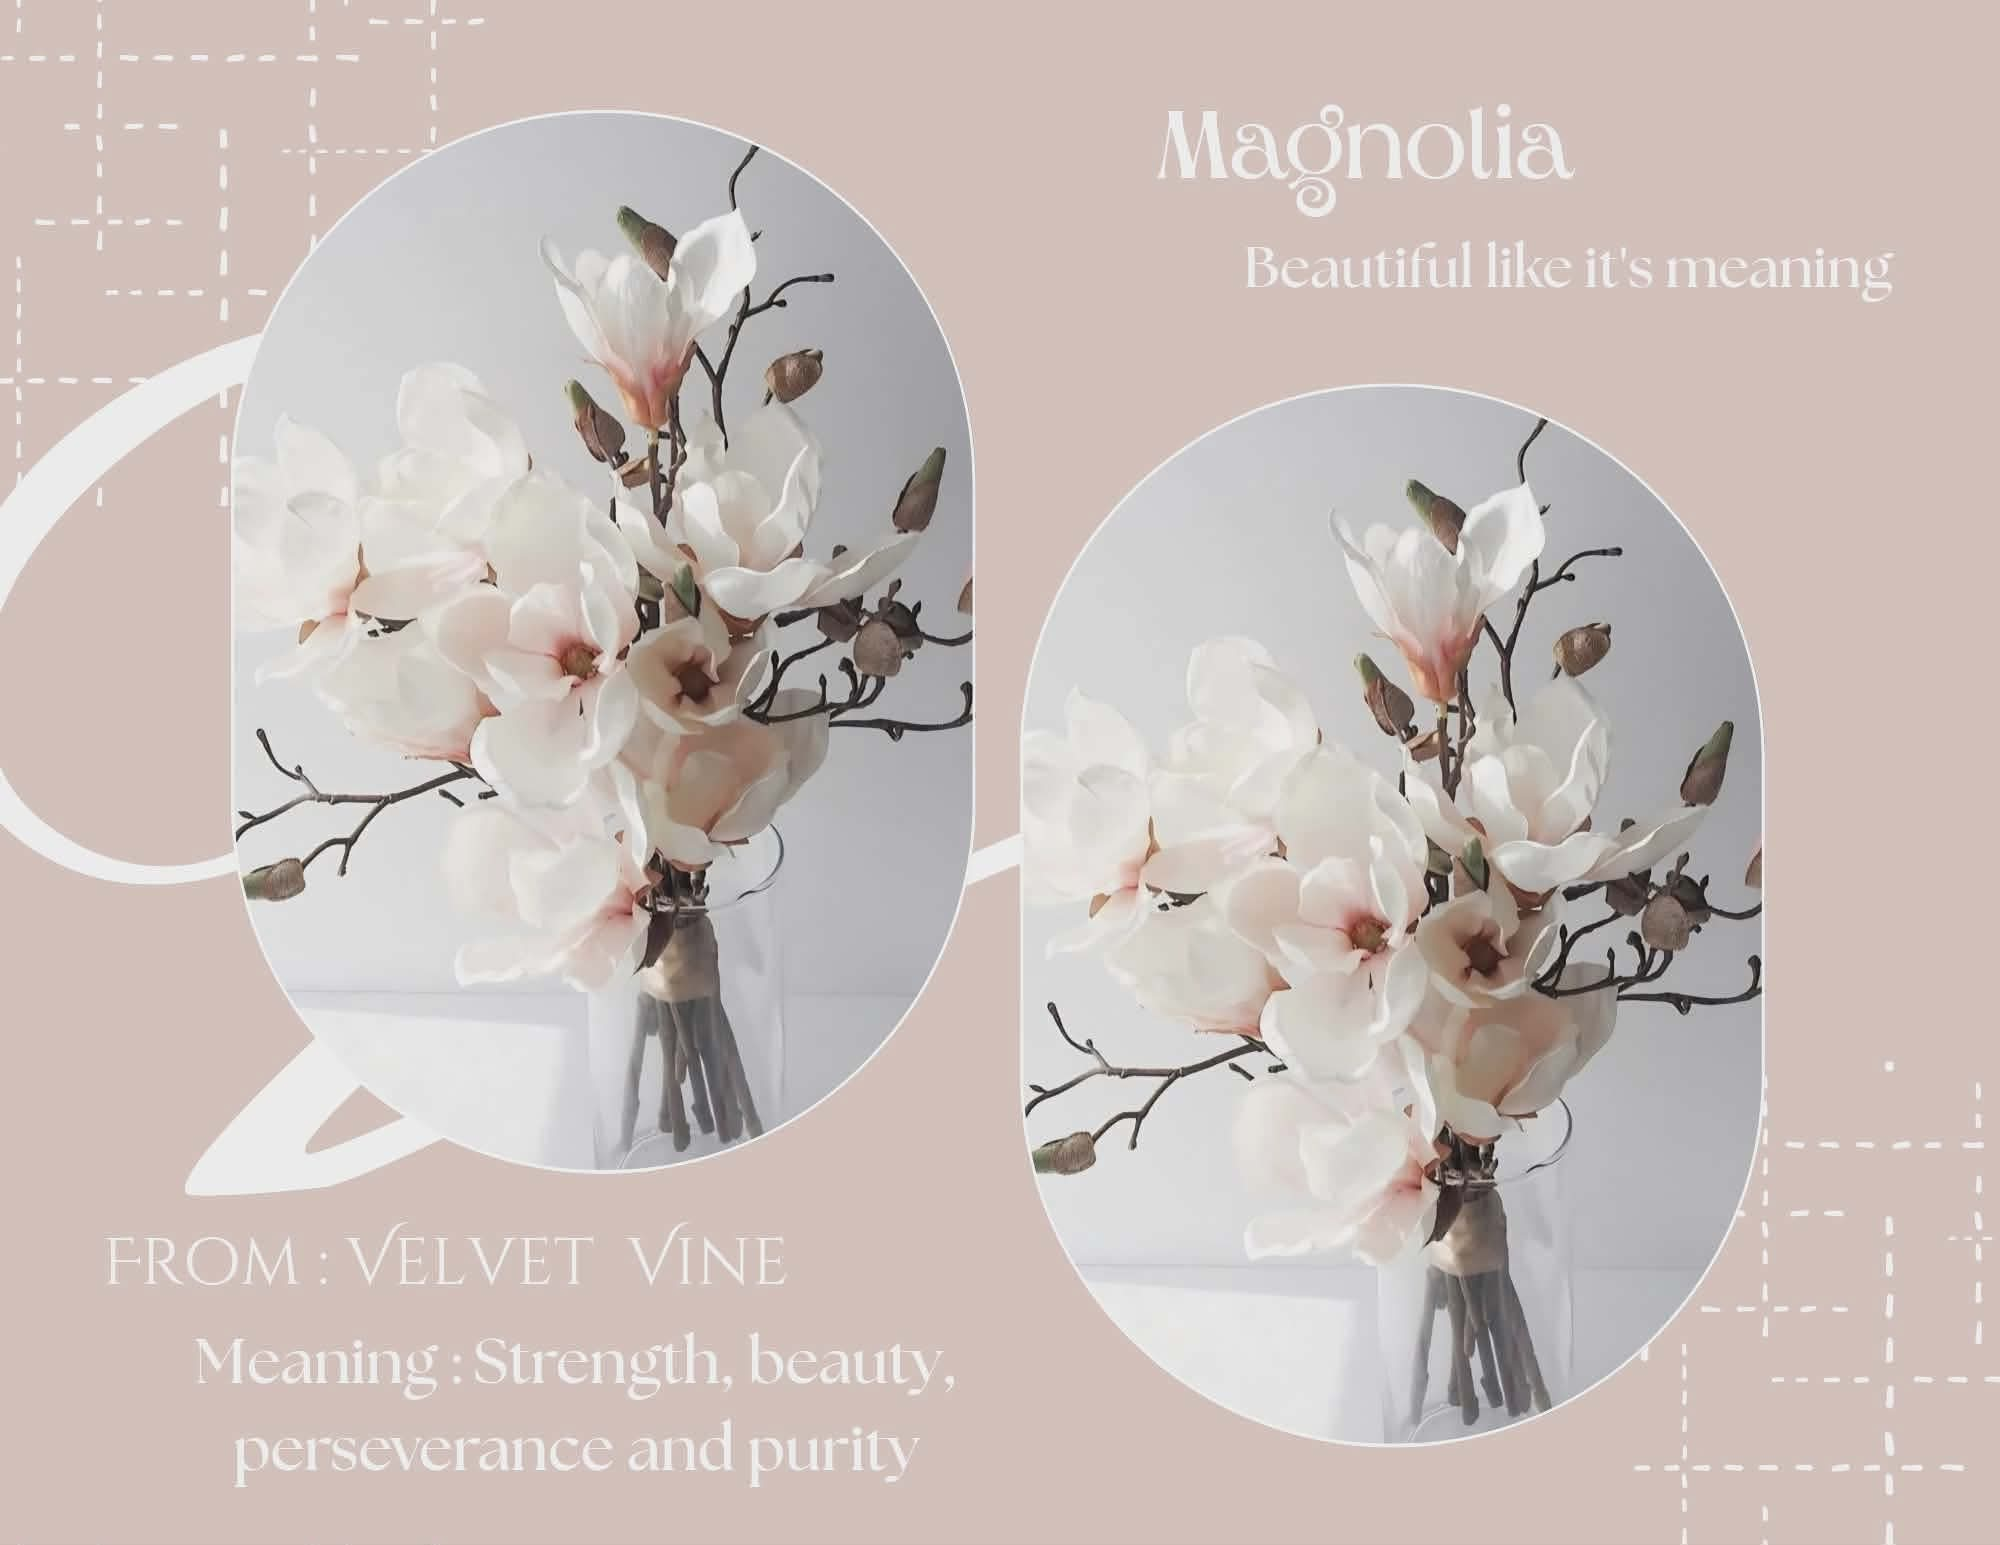 Magnolia
Beautiful like it's meaning
FROM : VELVET VINE
Meaning : Strength, beauty,
perseverance and purity